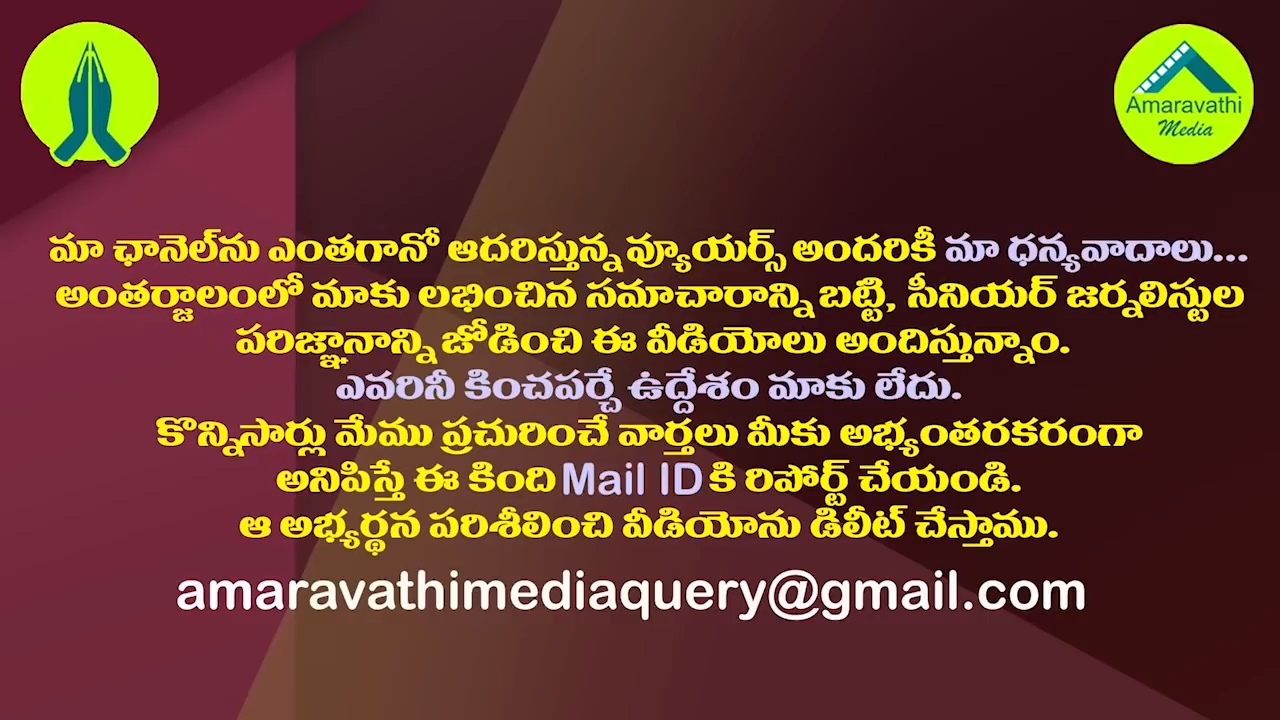 Amaravathi
Media
మా ఛానెల్‌ను ఎంతగానో ఆదరిస్తున్న వ్యూయర్స్ అందరికీ మా ధన్యవాదాలు...
అంతర్జాలంలో మాకు లభించిన సమాచారాన్ని బట్టి, సీనియర్ జర్నలిస్టుల
పరిజ్ఞానాన్ని జోడించి ఈ వీడియోలు అందిస్తున్నాం.
ఎవరినీ కించపర్చే ఉద్దేశం మాకు లేదు.
కొన్నిసార్లు మేము ప్రచురించే వార్తలు మీకు అభ్యంతరకరంగా
అనిపిస్తే ఈ కింది Mail ID కి రిపోర్ట్ చేయండి.
ఆ అభ్యర్థన పరిశీలించి వీడియోను డిలీట్ చేస్తాము.
amaravathimediaquery@gmail.com